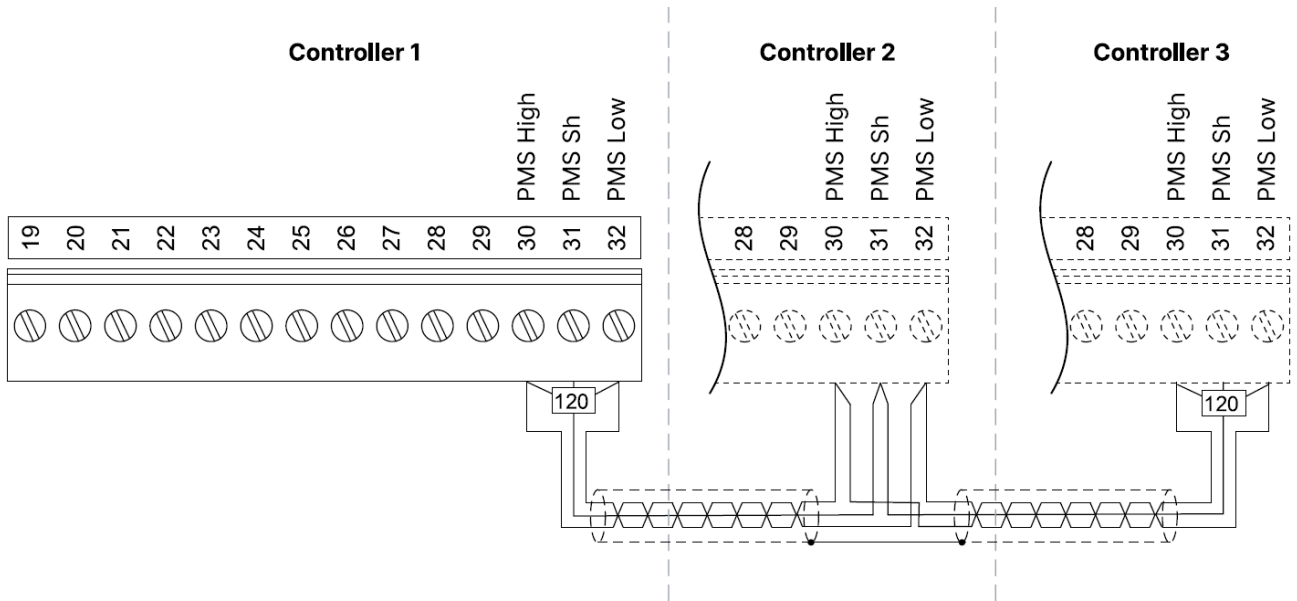 Controller 1 Controller 2 Controller 3
PMS High PMS Sh PMS Low PMS High PMS Sh PMS Low PMS High PMS Sh PMS Low
19 20 21 22 23 24 25 26 27 28 29 30 31 32 28 29 30 31 32 28 29 30 31 32
120 120